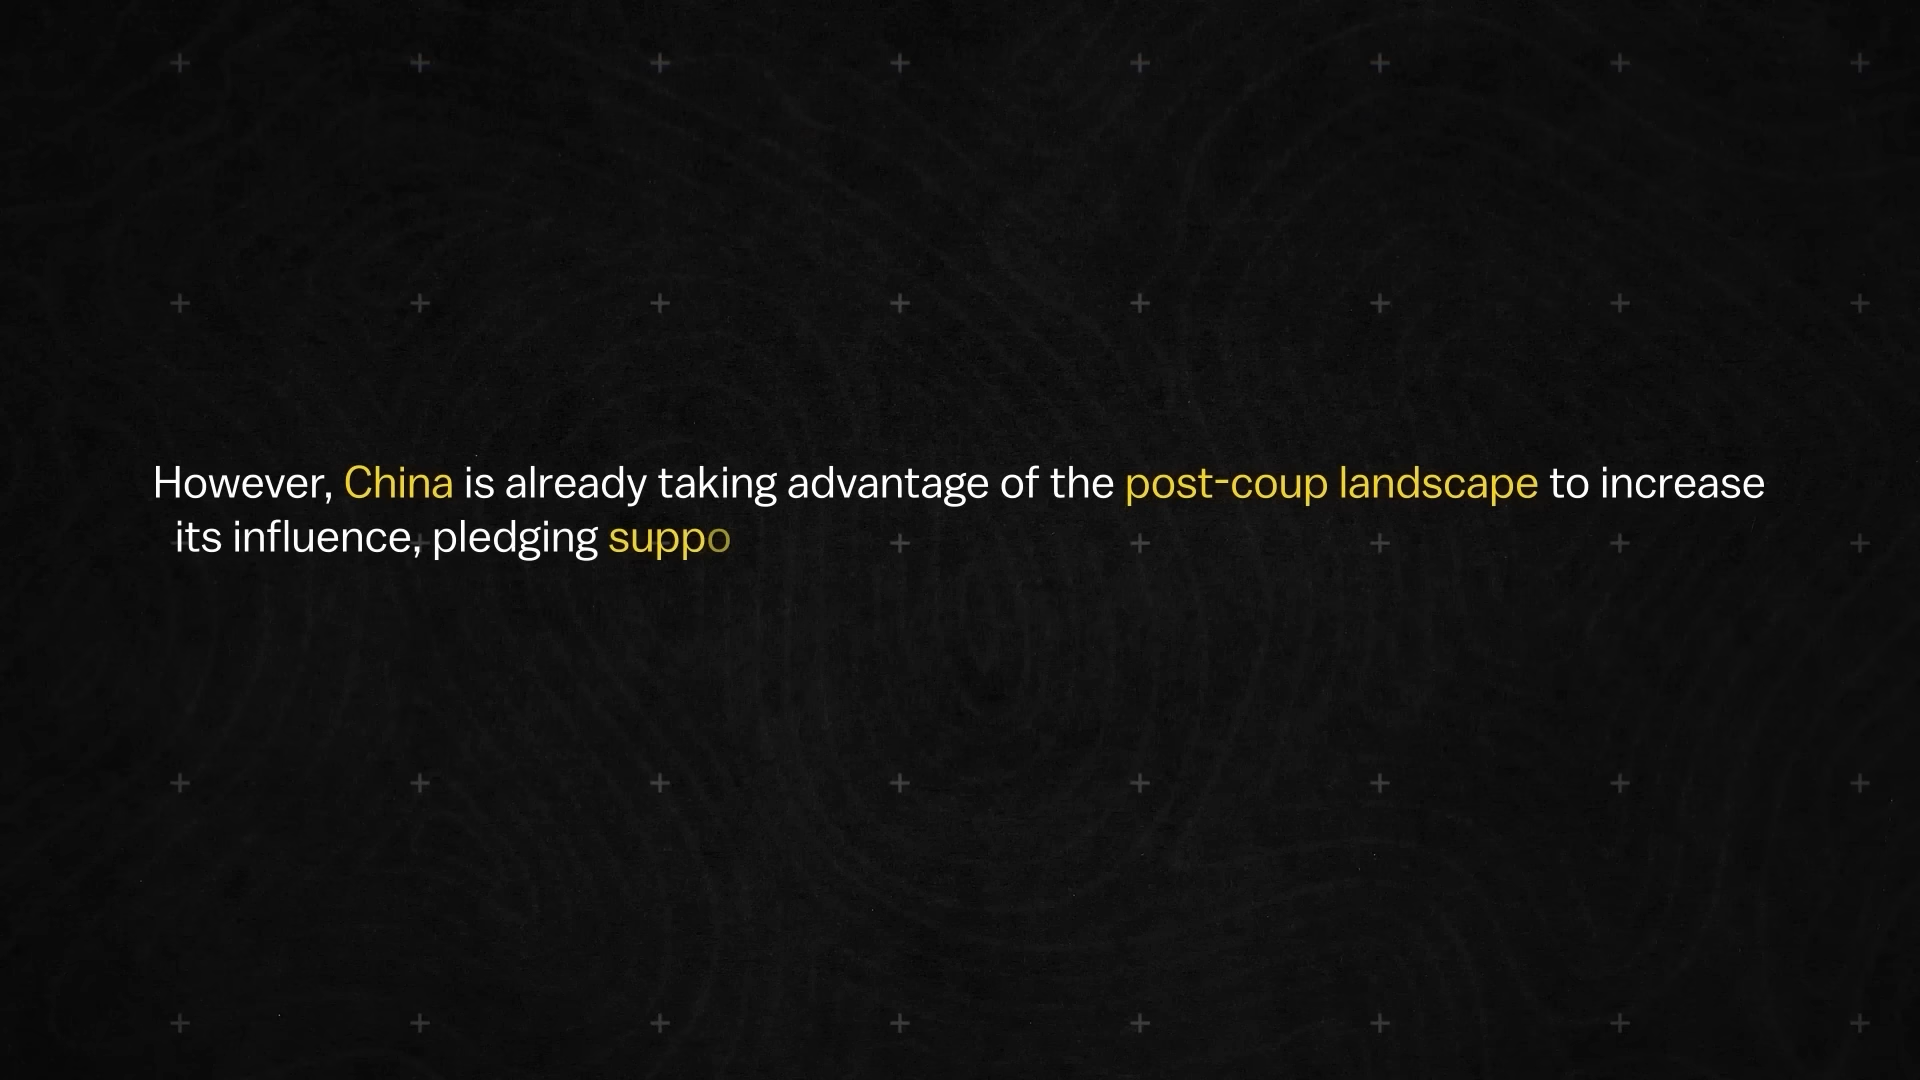 However, China is already taking advantage of the post-coup landscape to increase
its influence, pledging suppo